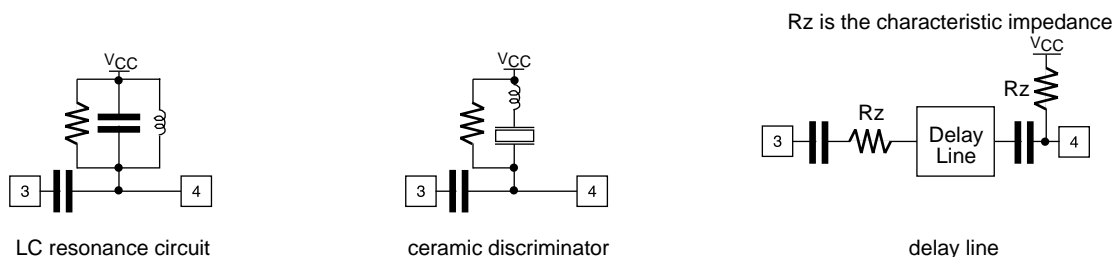 Rz is the characteristic impedance
VCC
3
4
LC resonance circuit
VCC
3
4
ceramic discriminator
VCC
Rz
Rz
3
Delay
Line
4
delay line